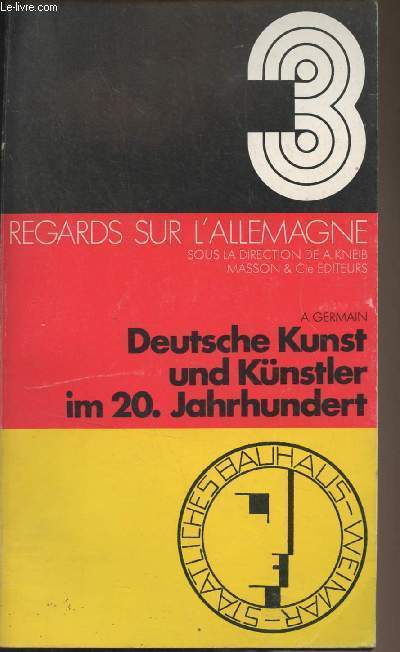 Le-livre.com
3
REGARDS SUR L'ALLEMAGNE
SOUS LA DIRECTION DE A. KNEIB
MASSON & Cie EDITEURS
A. GERMAIN
Deutsche Kunst
und Künstler
im 20. Jahrhundert
STAATLICHES BAUHAUS-WEIMAR-